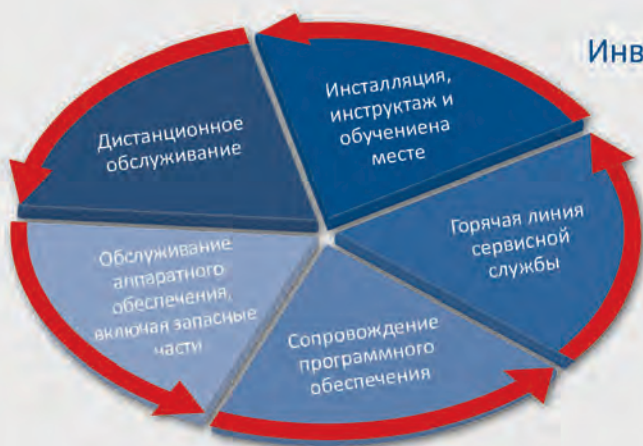 Инв
Инсталляция,
инструктаж и
обучениена
месте
Дистанционное
обслуживание
Горячая линия
сервисной
службы
Обслуживание
аппаратного
обеспечения,
включая запасные
части
Сопровождение
программного
обеспечения